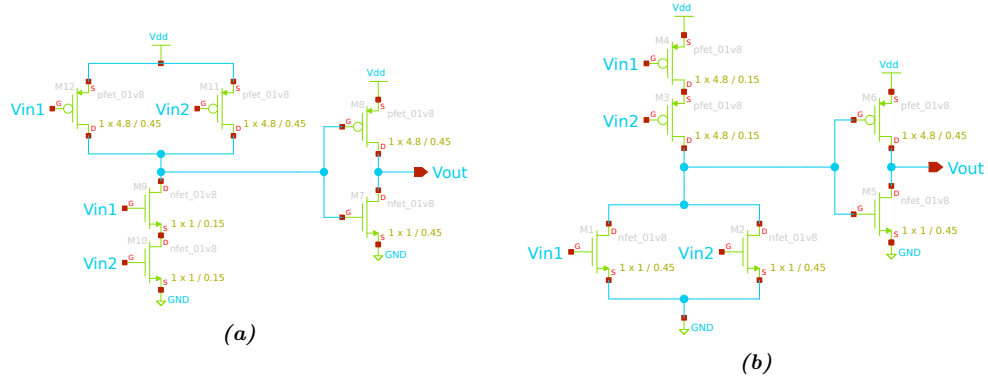 Vdd
M12
S
pfet_01v8
Vin1
G
D
1 x 4.8 / 0.45
M11
S
pfet_01v8
Vin2
G
D
1 x 4.8 / 0.45
Vdd
M8
S
pfet_01v8
G
D
1 x 4.8 / 0.45
Vout
M9
D
nfet_01v8
Vin1
G
S
1 x 1 / 0.15
M10
D
nfet_01v8
Vin2
G
S
1 x 1 / 0.15
GND
M7
D
nfet_01v8
G
S
1 x 1 / 0.45
GND
(a)
Vdd
M4
S
pfet_01v8
Vin1
G
D
1 x 4.8 / 0.15
M3
S
pfet_01v8
Vin2
G
D
1 x 4.8 / 0.15
Vdd
M6
S
pfet_01v8
G
D
1 x 4.8 / 0.45
Vout
M1
D
nfet_01v8
Vin1
G
S
1 x 1 / 0.45
M2
D
nfet_01v8
Vin2
G
S
1 x 1 / 0.45
GND
M5
D
nfet_01v8
G
S
1 x 1 / 0.45
GND
(b)